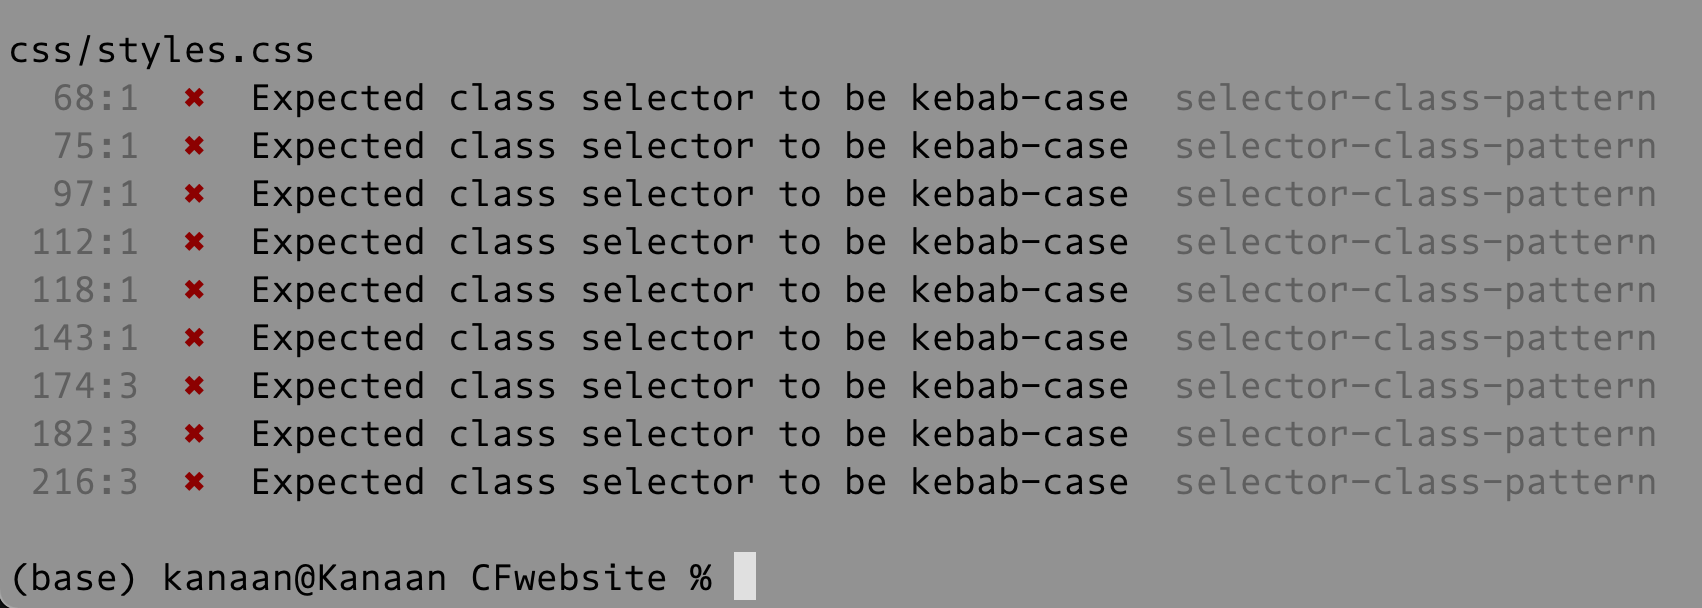 css/styles.css
68:1 ✖ Expected class selector to be kebab-case selector-class-pattern
75:1 ✖ Expected class selector to be kebab-case selector-class-pattern
97:1 ✖ Expected class selector to be kebab-case selector-class-pattern
112:1 ✖ Expected class selector to be kebab-case selector-class-pattern
118:1 ✖ Expected class selector to be kebab-case selector-class-pattern
143:1 ✖ Expected class selector to be kebab-case selector-class-pattern
174:3 ✖ Expected class selector to be kebab-case selector-class-pattern
182:3 ✖ Expected class selector to be kebab-case selector-class-pattern
216:3 ✖ Expected class selector to be kebab-case selector-class-pattern
(base) kanaan@Kanaan CFwebsite %